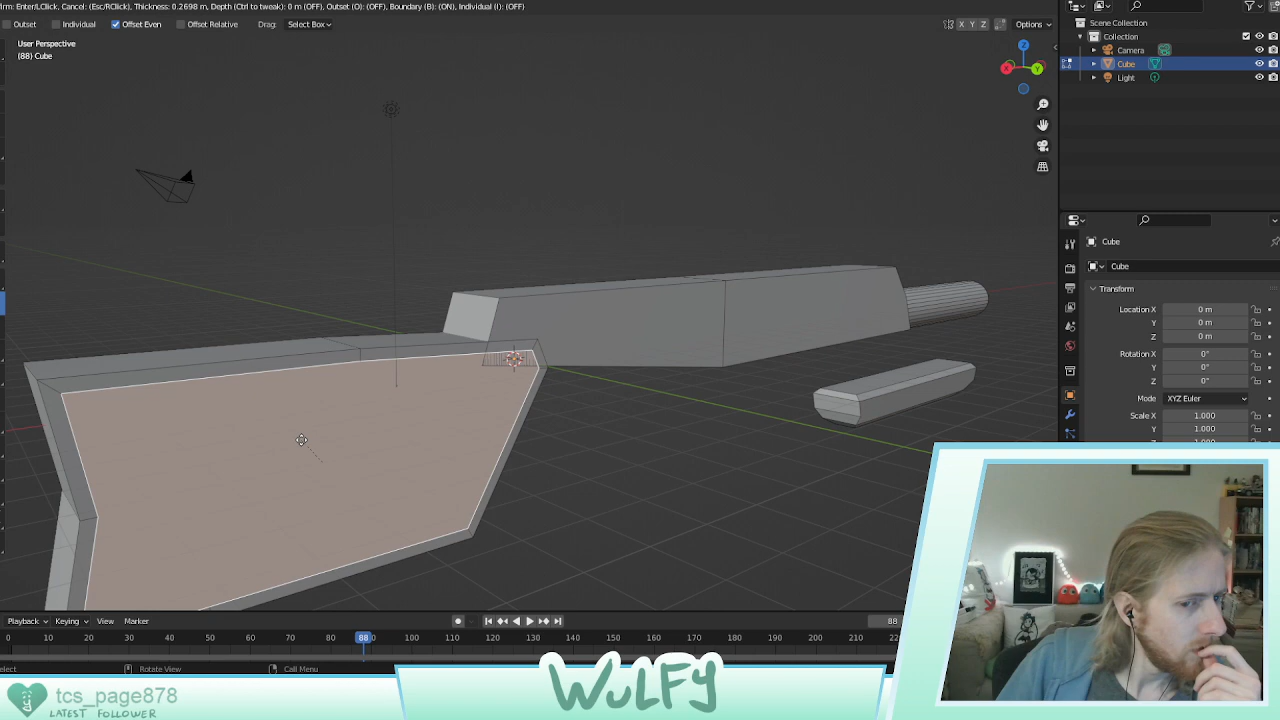 rm: Enter/LClick, Cancel: (Esc/RClick), Thickness: 0.2698 m, Depth (Ctrl to tweak): 0 m (OFF), Outset (O): (OFF), Boundary (B): (ON), Individual (I): (OFF)
Outset Individual Offset Even Offset Relative Drag: Select Box X Y Z Options
User Perspective
(88) Cube
Z
X Y
Scene Collection
Collection
Camera
Cube
Light
Cube
Cube
Transform
Location X 0 m
Y 0 m
Z 0 m
Rotation X 0°
Y 0°
Z 0°
Mode XYZ Euler
Scale X 1.000
Y 1.000
Playback Keying View Marker 88
0 10 20 30 40 50 60 70 80 88 100 110 120 130 140 150 160 170 180 190 200 210
elect Rotate View Call Menu
WULFY
tcs_page878
LATEST FOLLOWER